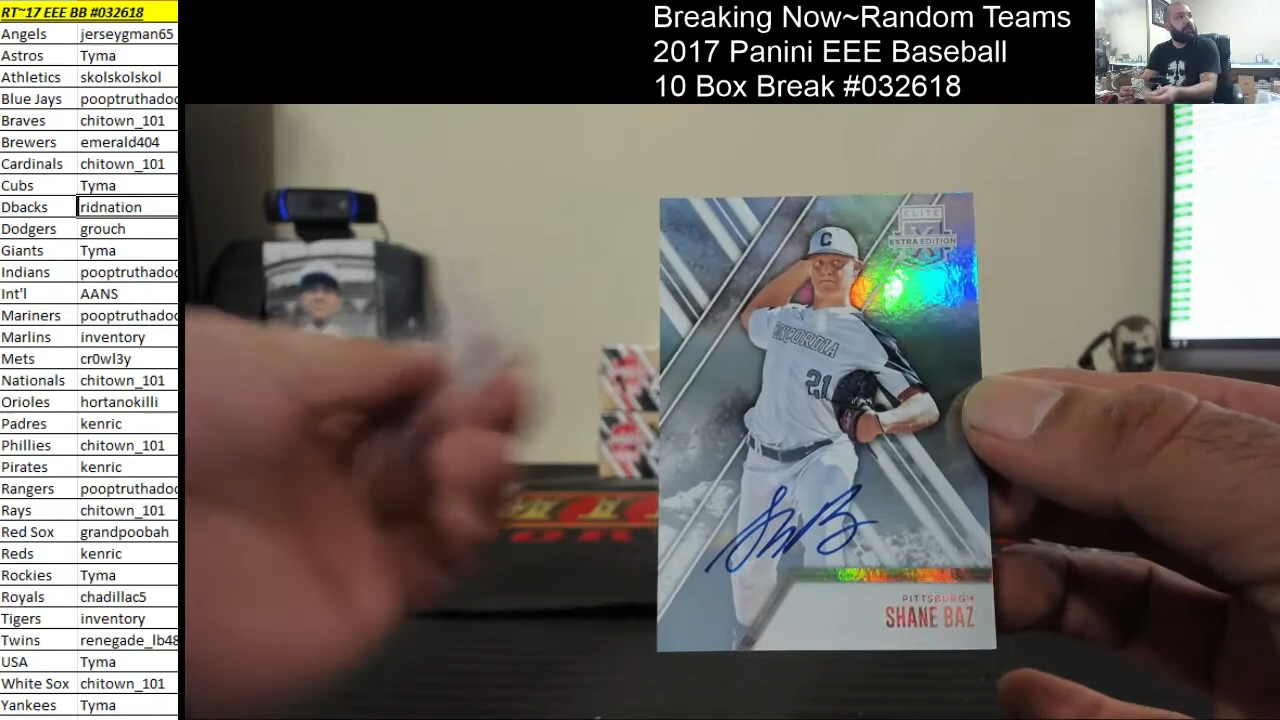 RT~17 EEE BB #032618
Angels jerseygman65
Astros Tyma
Athletics skolskolskol
Blue Jays pooptruthadoc
Braves chitown_101
Brewers emerald404
Cardinals chitown_101
Cubs Tyma
Dbacks ridnation
Dodgers grouch
Giants Tyma
Indians pooptruthadoc
Int'l AANS
Mariners pooptruthadoc
Marlins inventory
Mets cr0wl3y
Nationals chitown_101
Orioles hortanokilli
Padres kenric
Phillies chitown_101
Pirates kenric
Rangers pooptruthadoc
Rays chitown_101
Red Sox grandpoobah
Reds kenric
Rockies Tyma
Royals chadillac5
Tigers inventory
Twins renegade_lb48
USA Tyma
White Sox chitown_101
Yankees Tyma
Breaking Now~Random Teams
2017 Panini EEE Baseball
10 Box Break #032618
ELITE
EXTRA EDITION
C
CONCORDIA
21
PITTSBURGH
SHANE BAZ